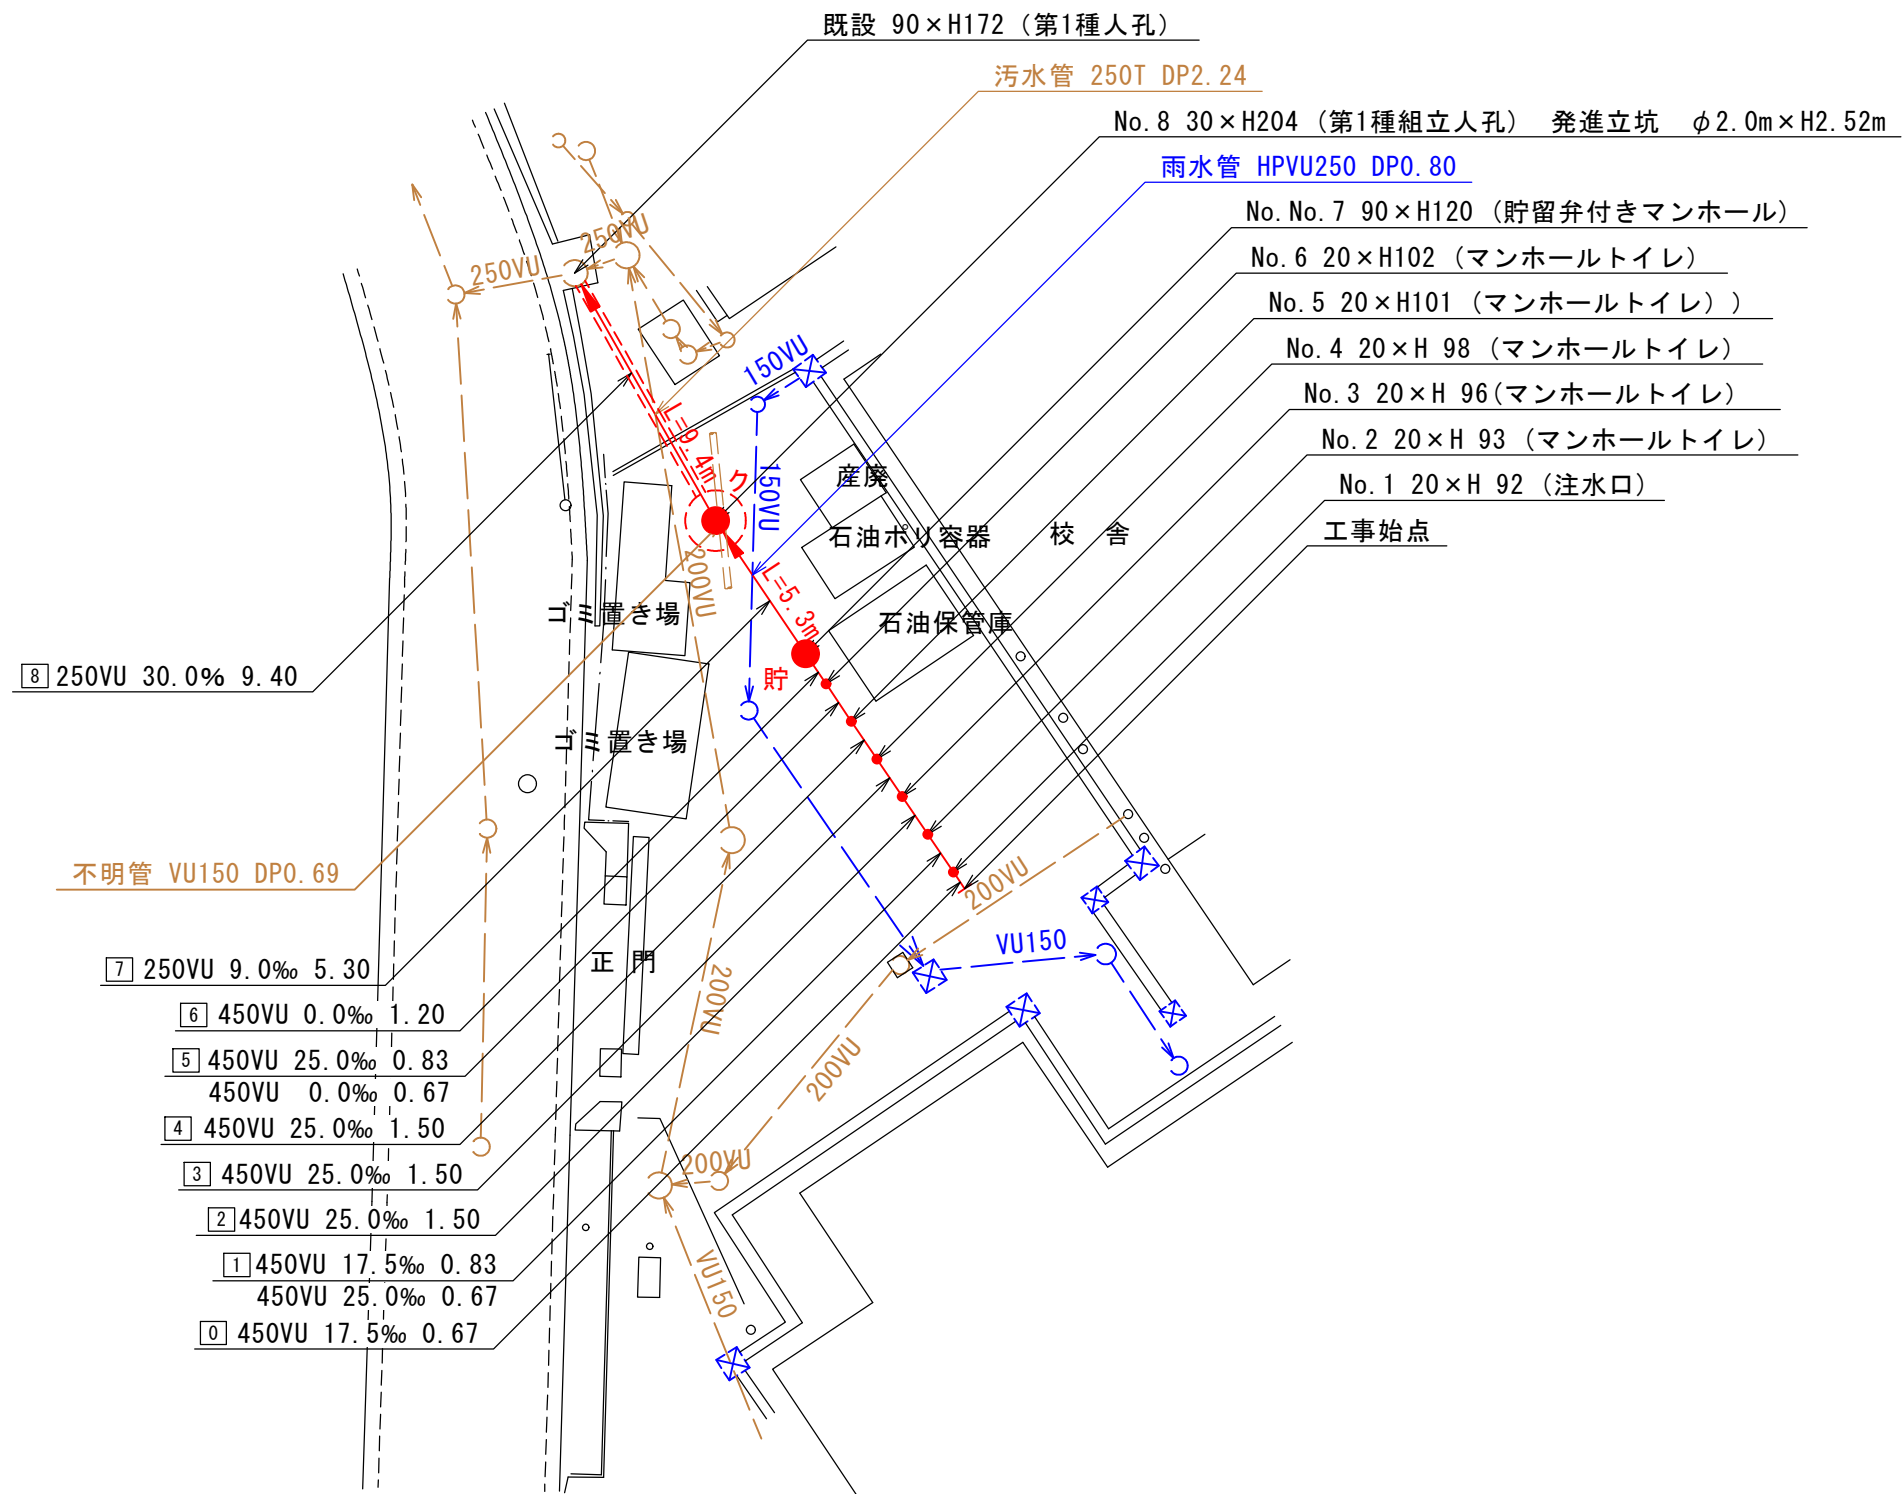 既設 90×H172（第1種人孔）
汚水管 250T DP2.24
No.8 30×H204（第1種組立人孔） 発進立坑 φ2.0m×H2.52m
雨水管 HPVU250 DP0.80
No.No.7 90×H120（貯留弁付きマンホール）
No.6 20×H102（マンホールトイレ）
No.5 20×H101（マンホールトイレ））
No.4 20×H 98（マンホールトイレ）
No.3 20×H 96(マンホールトイレ）
No.2 20×H 93（マンホールトイレ）
No.1 20×H 92（注水口）
工事始点
250VU
250VU
150VU
L=9.4m
ク
150VU
産廃
石油ポリ容器
校 舎
200VU
L=5.3m
ゴミ置き場
石油保管庫
貯
8 250VU 30.0% 9.40
ゴミ置き場
不明管 VU150 DP0.69
200VU
VU150
正 門
200VU
200VU
200VU
VU150
7 250VU 9.0‰ 5.30
6 450VU 0.0‰ 1.20
5 450VU 25.0‰ 0.83
450VU 0.0‰ 0.67
4 450VU 25.0‰ 1.50
3 450VU 25.0‰ 1.50
2 450VU 25.0‰ 1.50
1 450VU 17.5‰ 0.83
450VU 25.0‰ 0.67
0 450VU 17.5‰ 0.67